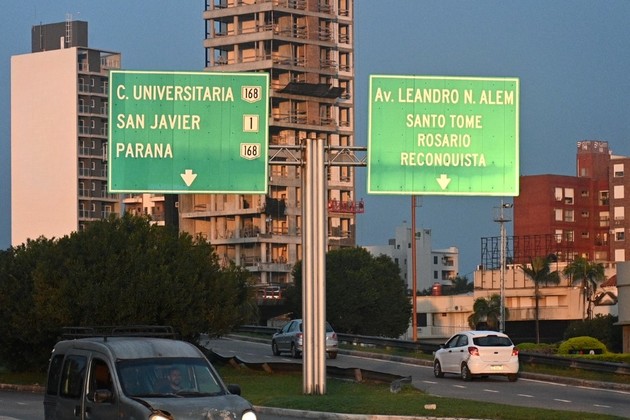 C. UNIVERSITARIA 168
SAN JAVIER 1
PARANA 168
Av. LEANDRO N. ALEM
SANTO TOME
ROSARIO
RECONQUISTA